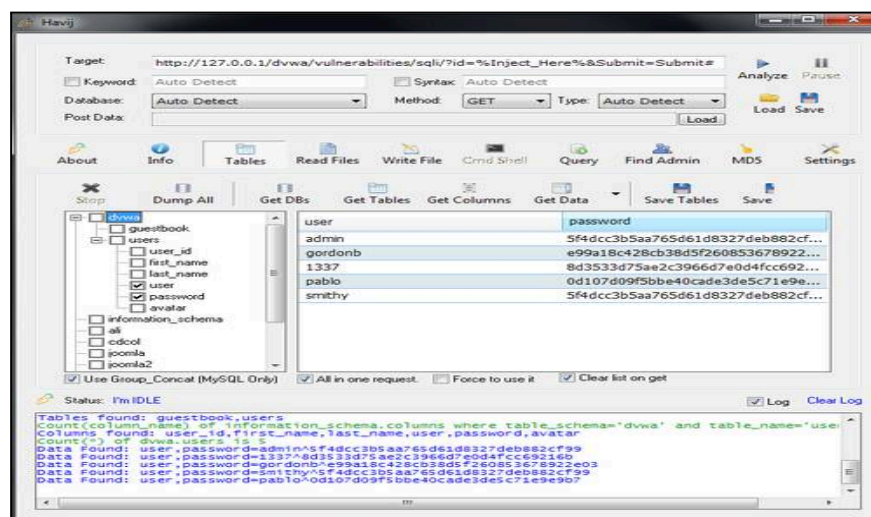 Havij
Target: http://127.0.0.1/dvwa/vulnerabilities/sqli/?id=%Inject_Here%&Submit=Submit#
Analyze Pause
Keyword: Auto Detect Syntax: Auto Detect
Database: Auto Detect Method: GET Type: Auto Detect
Load Save
Post Data: Load
About Info Tables Read Files Write File Cmd Shell Query Find Admin MD5 Settings
Stop Dump All Get DBs Get Tables Get Columns Get Data Save Tables Save
dvwa
guestbook
users
user_id
first_name
last_name
user
password
avatar
information_schema
ali
cdcol
joomla
joomla2
user password
admin 5f4dcc3b5aa765d61d8327deb882cf...
gordonb e99a18c428cb38d5f260853678922...
1337 8d3533d75ae2c3966d7e0d4fcc692...
pablo 0d107d09f5bbe40cade3de5c71e9e...
smithy 5f4dcc3b5aa765d61d8327deb882cf...
Use Group_Concat (MySQL Only) All in one request. Force to use it Clear list on get
Status: I'm IDLE Log Clear Log
Tables found: guestbook,users
Count(column_name) of information_schema.columns where table_schema='dvwa' and table_name='use
Columns found: user_id,first_name,last_name,user,password,avatar
Count(*) of dvwa.users is 5
Data Found: user,password=admin^5f4dcc3b5aa765d61d8327deb882cf99
Data Found: user,password=1337^8d3533d75ae2c3966d7e0d4fcc69216b
Data Found: user,password=gordonb^e99a18c428cb38d5f260853678922e03
Data Found: user,password=smithy^5f4dcc3b5aa765d61d8327deb882cf99
Data Found: user,password=pablo^0d107d09f5bbe40cade3de5c71e9e9b7